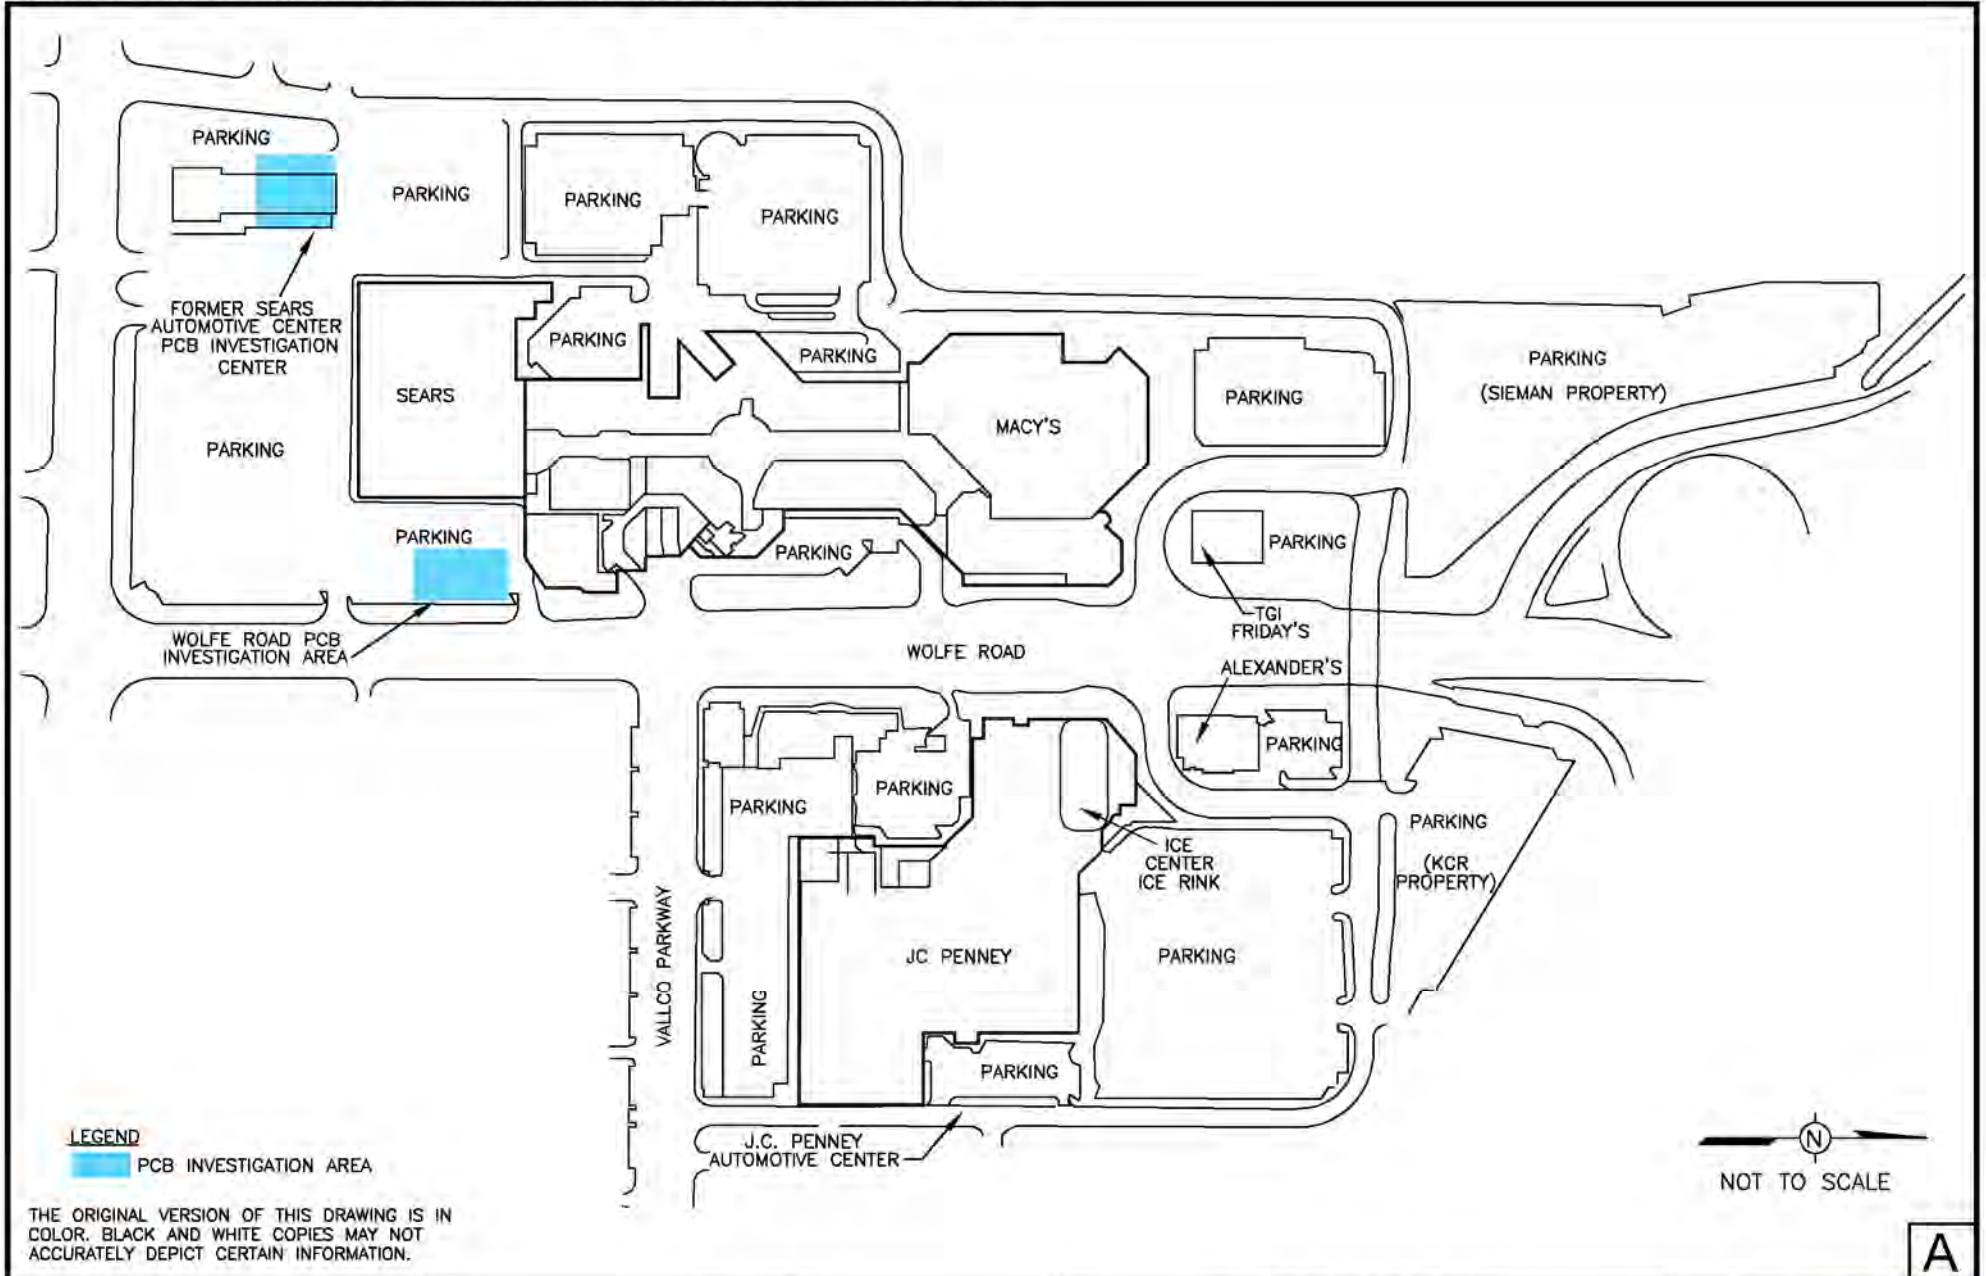 PARKING
PARKING
PARKING
PARKING
FORMER SEARS
AUTOMOTIVE CENTER
PCB INVESTIGATION
CENTER
PARKING
PARKING
PARKING
(SIEMAN PROPERTY)
SEARS
PARKING
MACY'S
PARKING
PARKING
PARKING
PARKING
TGI
FRIDAY'S
PARKING
WOLFE ROAD PCB
INVESTIGATION AREA
WOLFE ROAD
ALEXANDER'S
PARKING
PARKING
PARKING
ICE
CENTER
ICE RINK
PARKING
(KCR
PROPERTY)
VALLCO PARKWAY
PARKING
JC PENNEY
PARKING
PARKING
J.C. PENNEY
AUTOMOTIVE CENTER
LEGEND
PCB INVESTIGATION AREA
THE ORIGINAL VERSION OF THIS DRAWING IS IN
COLOR. BLACK AND WHITE COPIES MAY NOT
ACCURATELY DEPICT CERTAIN INFORMATION.
N
NOT TO SCALE
A